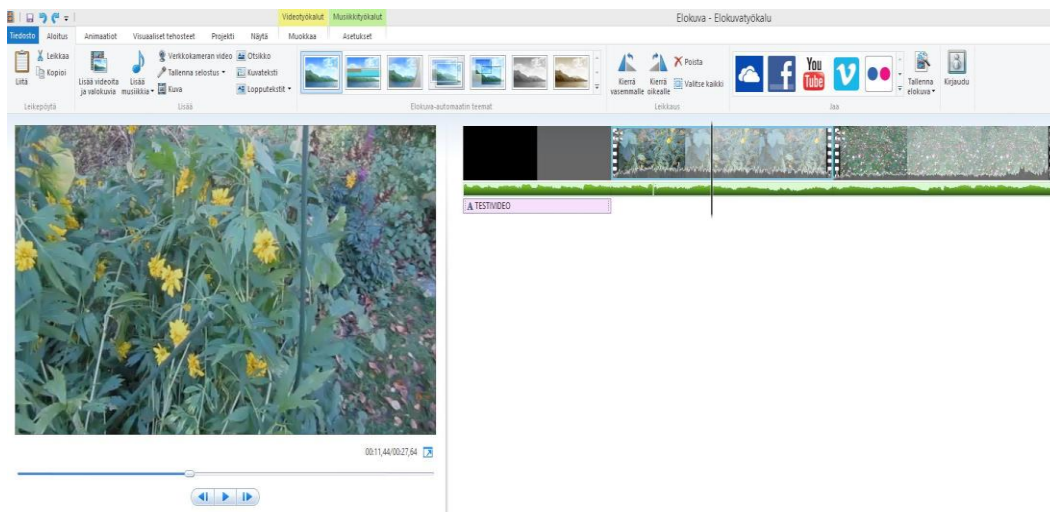 Videotyökalut Musiikkityökalut
Elokuva - Elokuvatyökalu
Tiedosto Aloitus Animaatiot Visuaaliset tehosteet Projekti Näytä Muokkaa Asetukset
Liitä
Leikkaa
Kopioi
Leikepöytä
Lisää videoita
ja valokuvia
Lisää
musiikkia
Verkkokameran video
Tallenna selostus
Kuva
Otsikko
Kuvateksti
Lopputekstit
Lisää
Elokuva-automaatin teemat
Kierrä
vasemmalle
Kierrä
oikealle
Poista
Valitse kaikki
Leikkaus
f
You
Tube
V
Jaa
Tallenna
elokuva
Kirjaudu
A TESTIVIDEO
00:11,44/00:27,64